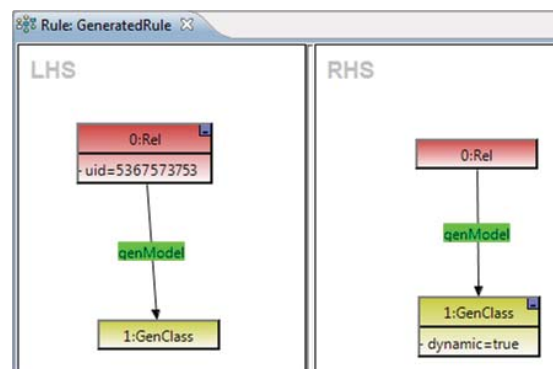 Rule: GeneratedRule
LHS
0:Rel
- uid=5367573753
genModel
1:GenClass
RHS
0:Rel
genModel
1:GenClass
- dynamic=true